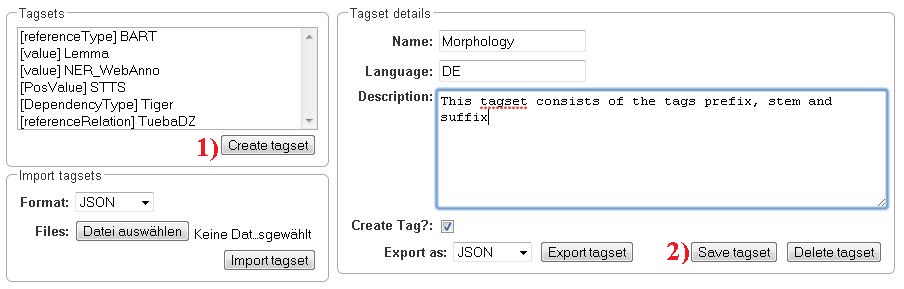 Tagsets
[referenceType] BART
[value] Lemma
[value] NER_WebAnno
[PosValue] STTS
[DependencyType] Tiger
[referenceRelation] TuebaDZ
1) Create tagset
Import tagsets
Format: JSON
Files: Datei auswählen Keine Dat...sgewählt
Import tagset
Tagset details
Name: Morphology
Language: DE
Description: This tagset consists of the tags prefix, stem and
suffix
Create Tag?:
Export as: JSON Export tagset 2) Save tagset Delete tagset